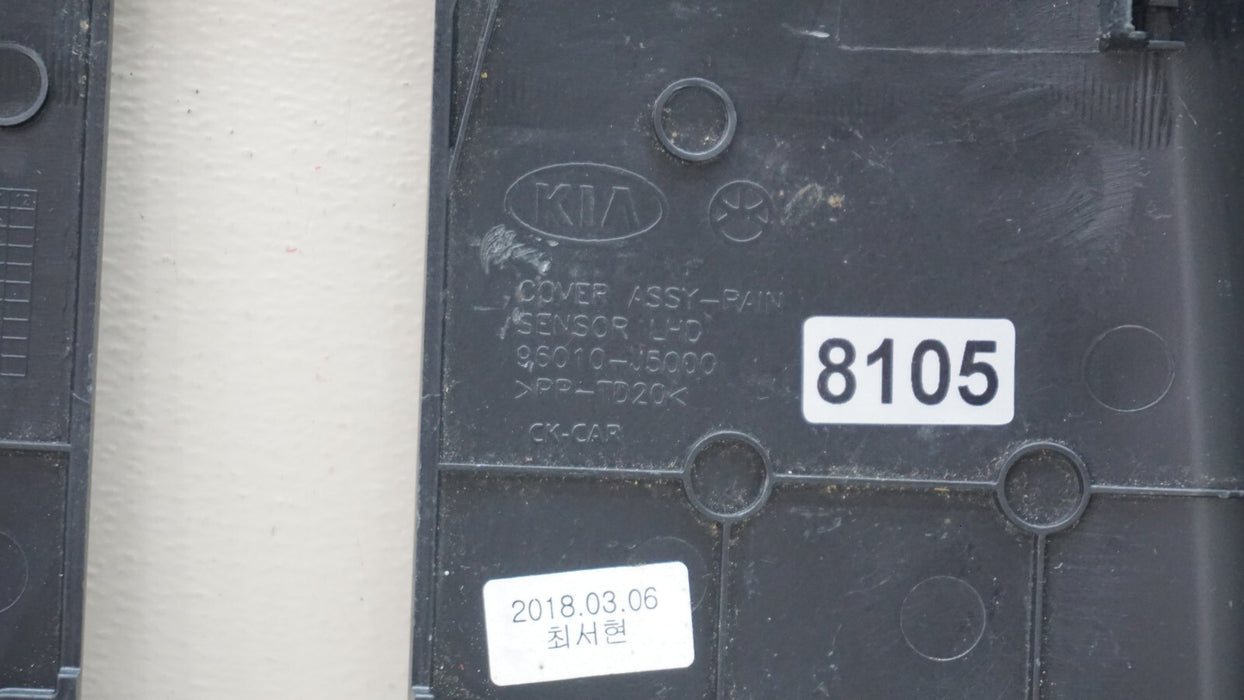 KIA
COVER ASSY-RAIN
SENSOR LHD
96010-J5000
>PP-TD20<
CK-CAR
8105
2018.03.06
최서현